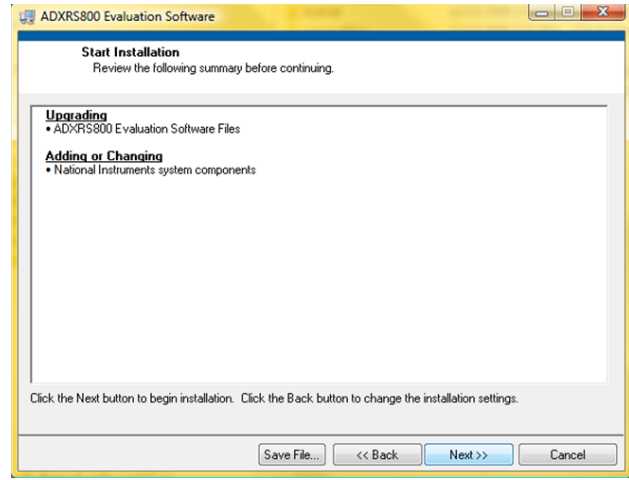 ADXRS800 Evaluation Software
Start Installation
Review the following summary before continuing.
Upgrading
• ADXRS800 Evaluation Software Files
Adding or Changing
• National Instruments system components
Click the Next button to begin installation.  Click the Back button to change the installation settings.
Save File...
<< Back
Next >>
Cancel